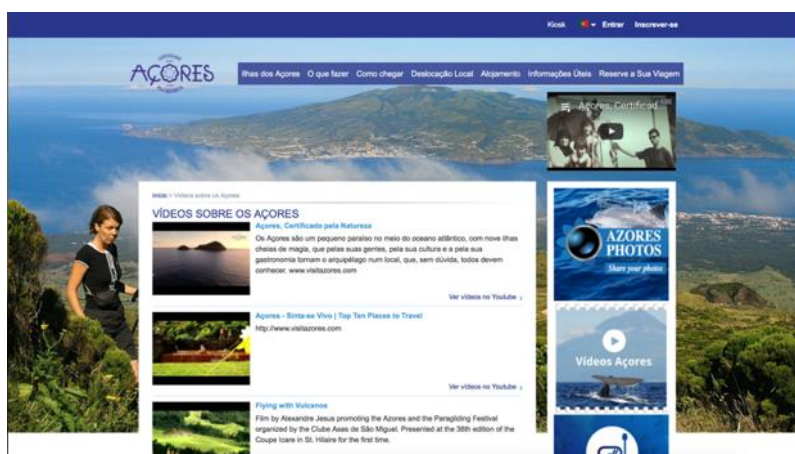 Kiosk Entrar Inscrever-se
AÇORES
Ilhas dos Açores O que fazer Como chegar Deslocação Local Alojamento Informações Úteis Reserve a Sua Viagem
Açores, Certificad
Início > Vídeos sobre os Açores
VÍDEOS SOBRE OS AÇORES
Açores, Certificado pela Natureza
Os Açores são um pequeno paraíso no meio do oceano atlântico, com nove ilhas
cheias de magia, que pelas suas gentes, pela sua cultura e a pela sua
gastronomia tornam o arquipélago num local, que, sem dúvida, todos devem
conhecer. www.visitazores.com
Ver vídeos no Youtube
Açores - Sinta-se Vivo | Top Ten Places to Travel
http://www.visitazores.com
Ver vídeos no Youtube
Flying with Vulcanos
Film by Alexandre Jesus promoting the Azores and the Paragliding Festival
organized by the Clube Asas de São Miguel. Presented at the 38th edition of the
Coupe Icare in St. Hilaire for the first time.
AZORES
PHOTOS
Share your photos
Vídeos Açores